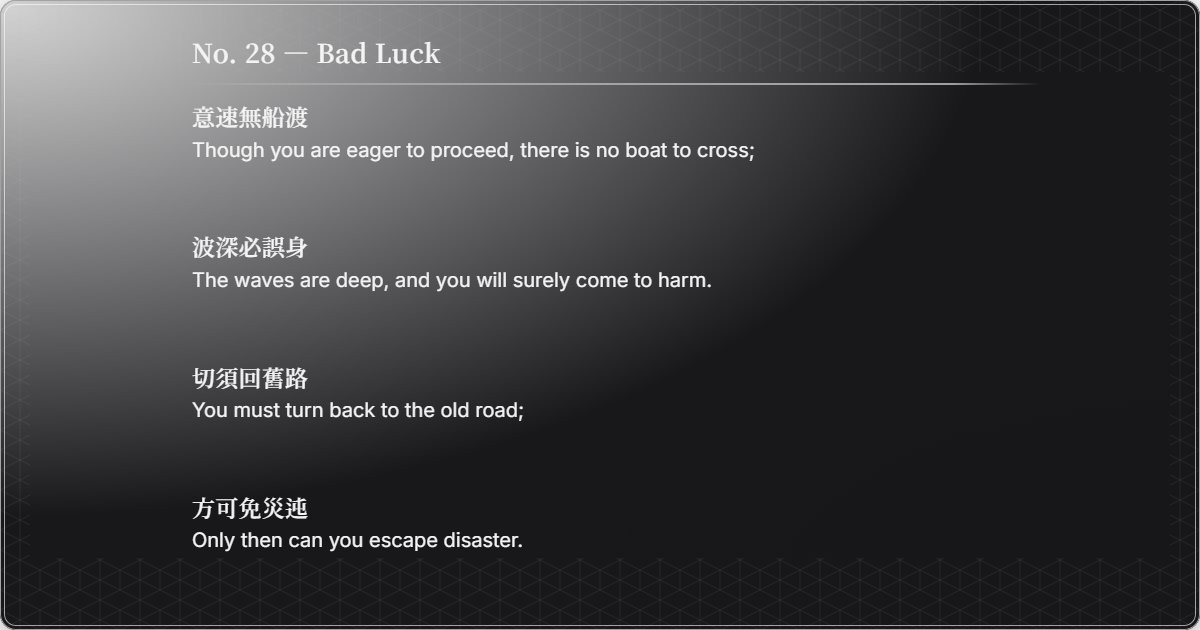 No. 28 — Bad Luck
意速無船渡
Though you are eager to proceed, there is no boat to cross;
波深必誤身
The waves are deep, and you will surely come to harm.
切須回舊路
You must turn back to the old road;
方可免災迍
Only then can you escape disaster.